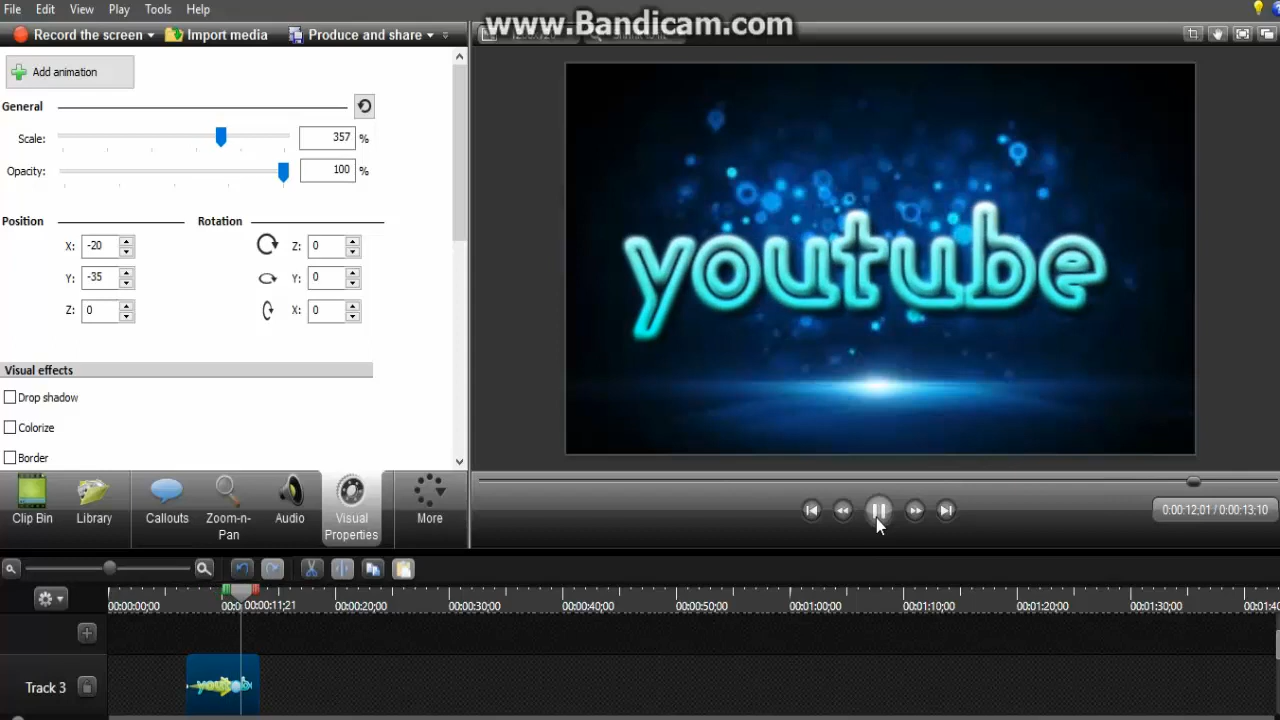 www.Bandicam.com
File Edit View Play Tools Help
Record the screen Import media Produce and share
Add animation
General
Scale: 357 %
Opacity: 100 %
Position Rotation
X: -20 Z: 0
Y: -35 Y: 0
Z: 0 X: 0
Visual effects
Drop shadow
Colorize
Border
youtube
Clip Bin Library Callouts Zoom-n-Pan Audio Visual Properties More
0:00:12;01 / 0:00:13;10
00:00:00;00 00:0 00:00:11;21 00:00:20;00 00:00:30;00 00:00:40;00 00:00:50;00 00:01:00;00 00:01:10;00 00:01:20;00 00:01:30;00 00:01:40
Track 3